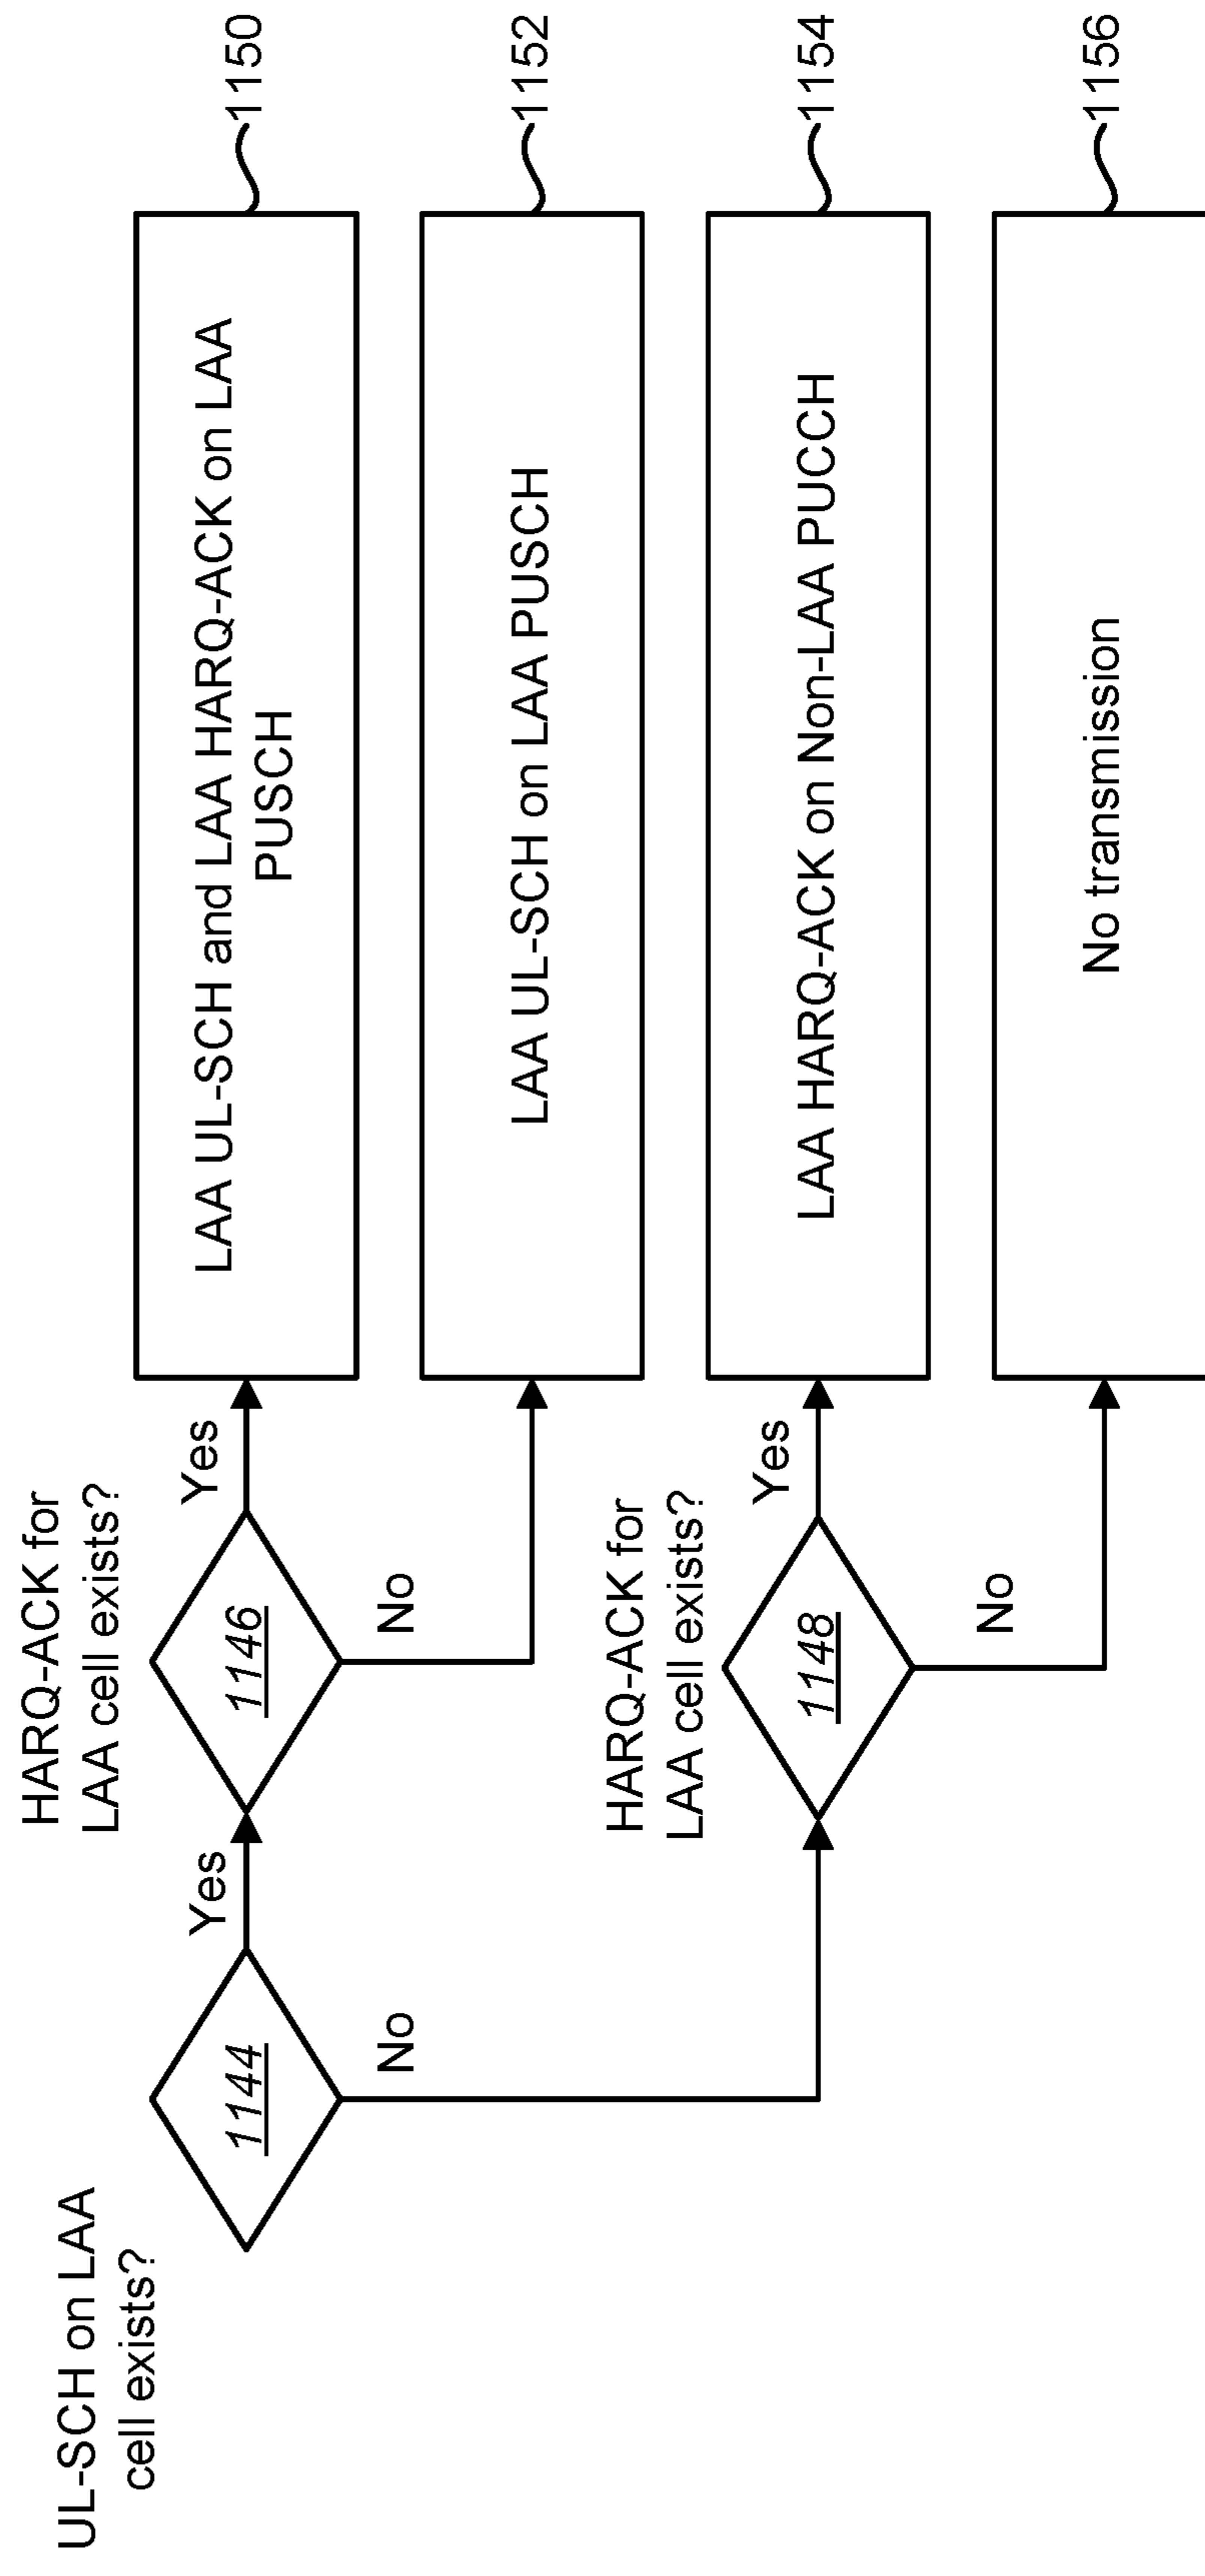 UL-SCH on LAA
cell exists?
1144
Yes
No
HARQ-ACK for
LAA cell exists?
1146
Yes
No
LAA UL-SCH and LAA HARQ-ACK on LAA
PUSCH
1150
LAA UL-SCH on LAA PUSCH
1152
HARQ-ACK for
LAA cell exists?
1148
Yes
No
LAA HARQ-ACK on Non-LAA PUCCH
1154
No transmission
1156